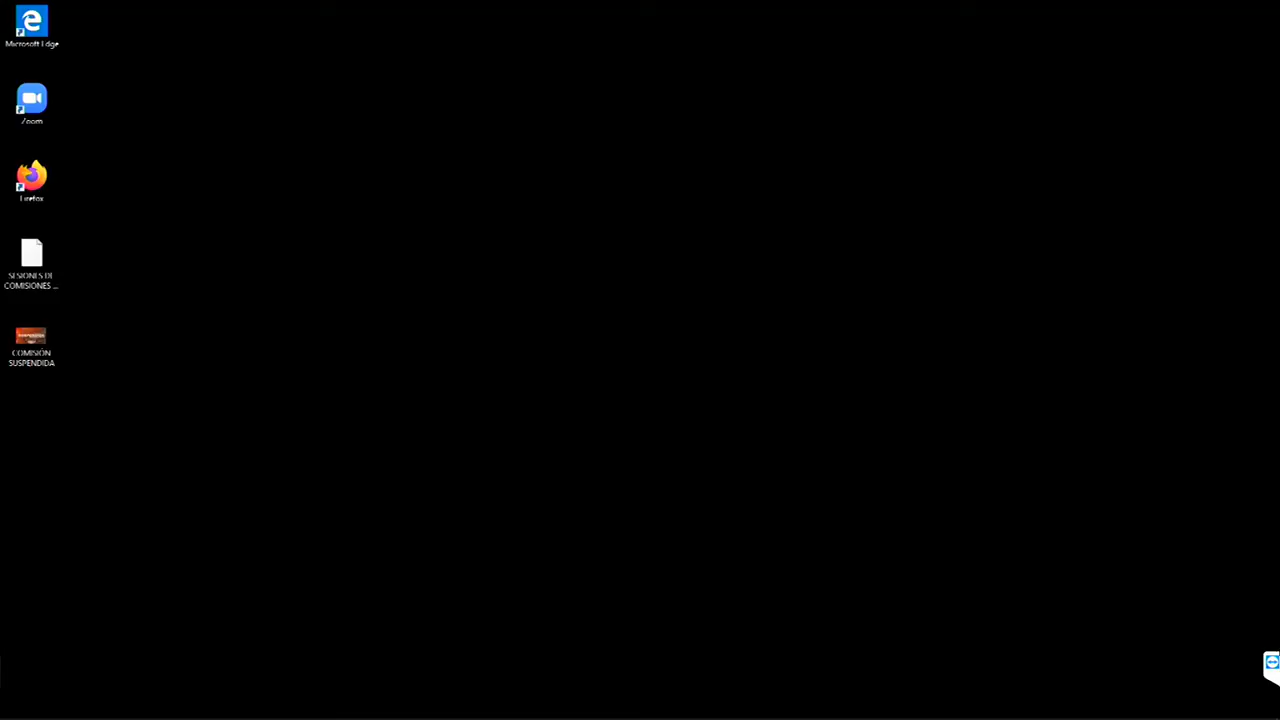 Microsoft Edge
Zoom
Firefox
SESIONES DE
COMISIONES ...
COMISIÓN
SUSPENDIDA